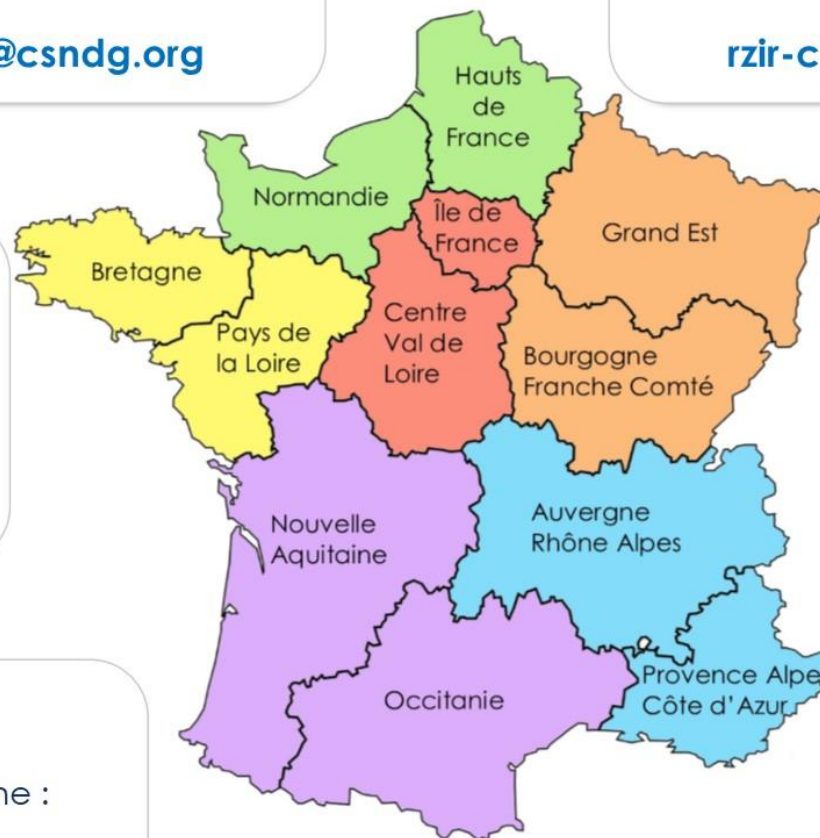 @csndg.org
rzir-c
Hauts
de
France
Normandie
Île de
France
Grand Est
Bretagne
Pays de
la Loire
Centre
Val de
Loire
Bourgogne
Franche Comté
Nouvelle
Aquitaine
Auvergne
Rhône Alpes
Occitanie
Provence Alpe
Côte d'Azur
ne :